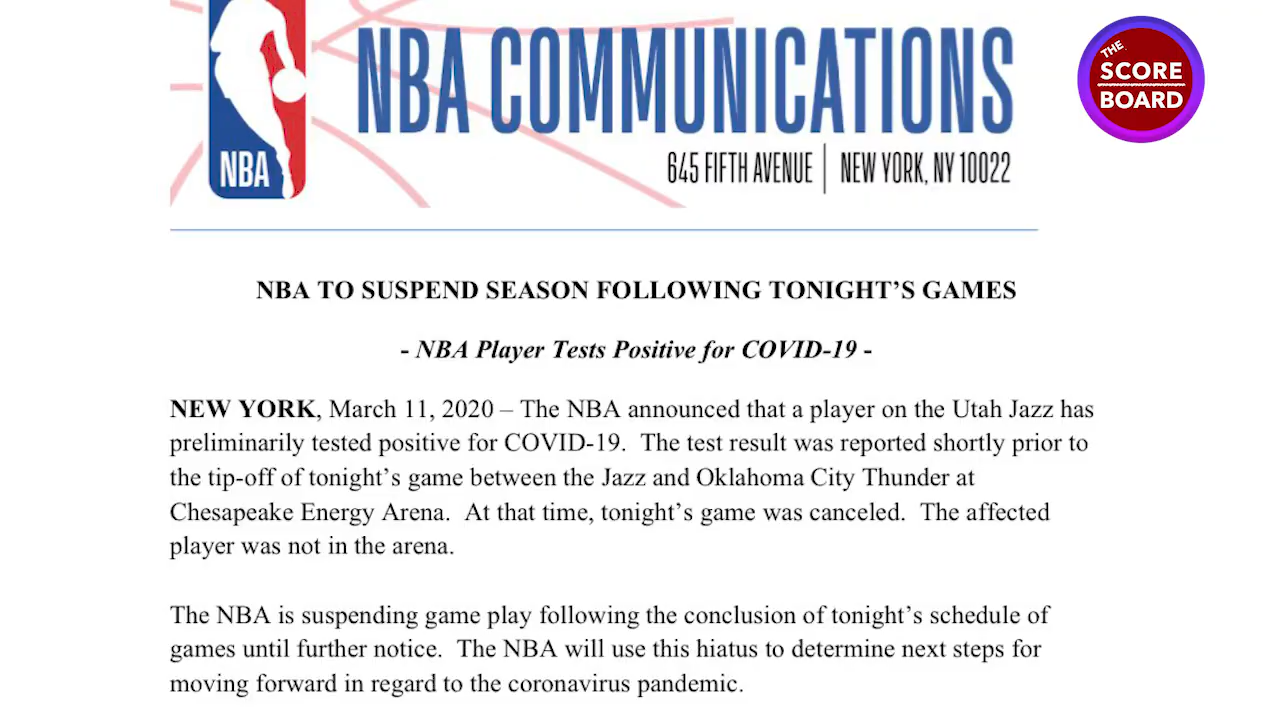 NBA COMMUNICATIONS
645 FIFTH AVENUE | NEW YORK, NY 10022
NBA
THE
SCORE
BOARD
NBA TO SUSPEND SEASON FOLLOWING TONIGHT’S GAMES
- NBA Player Tests Positive for COVID-19 -
NEW YORK, March 11, 2020 – The NBA announced that a player on the Utah Jazz has
preliminarily tested positive for COVID-19.  The test result was reported shortly prior to
the tip-off of tonight’s game between the Jazz and Oklahoma City Thunder at
Chesapeake Energy Arena.  At that time, tonight’s game was canceled.  The affected
player was not in the arena.
The NBA is suspending game play following the conclusion of tonight’s schedule of
games until further notice.  The NBA will use this hiatus to determine next steps for
moving forward in regard to the coronavirus pandemic.